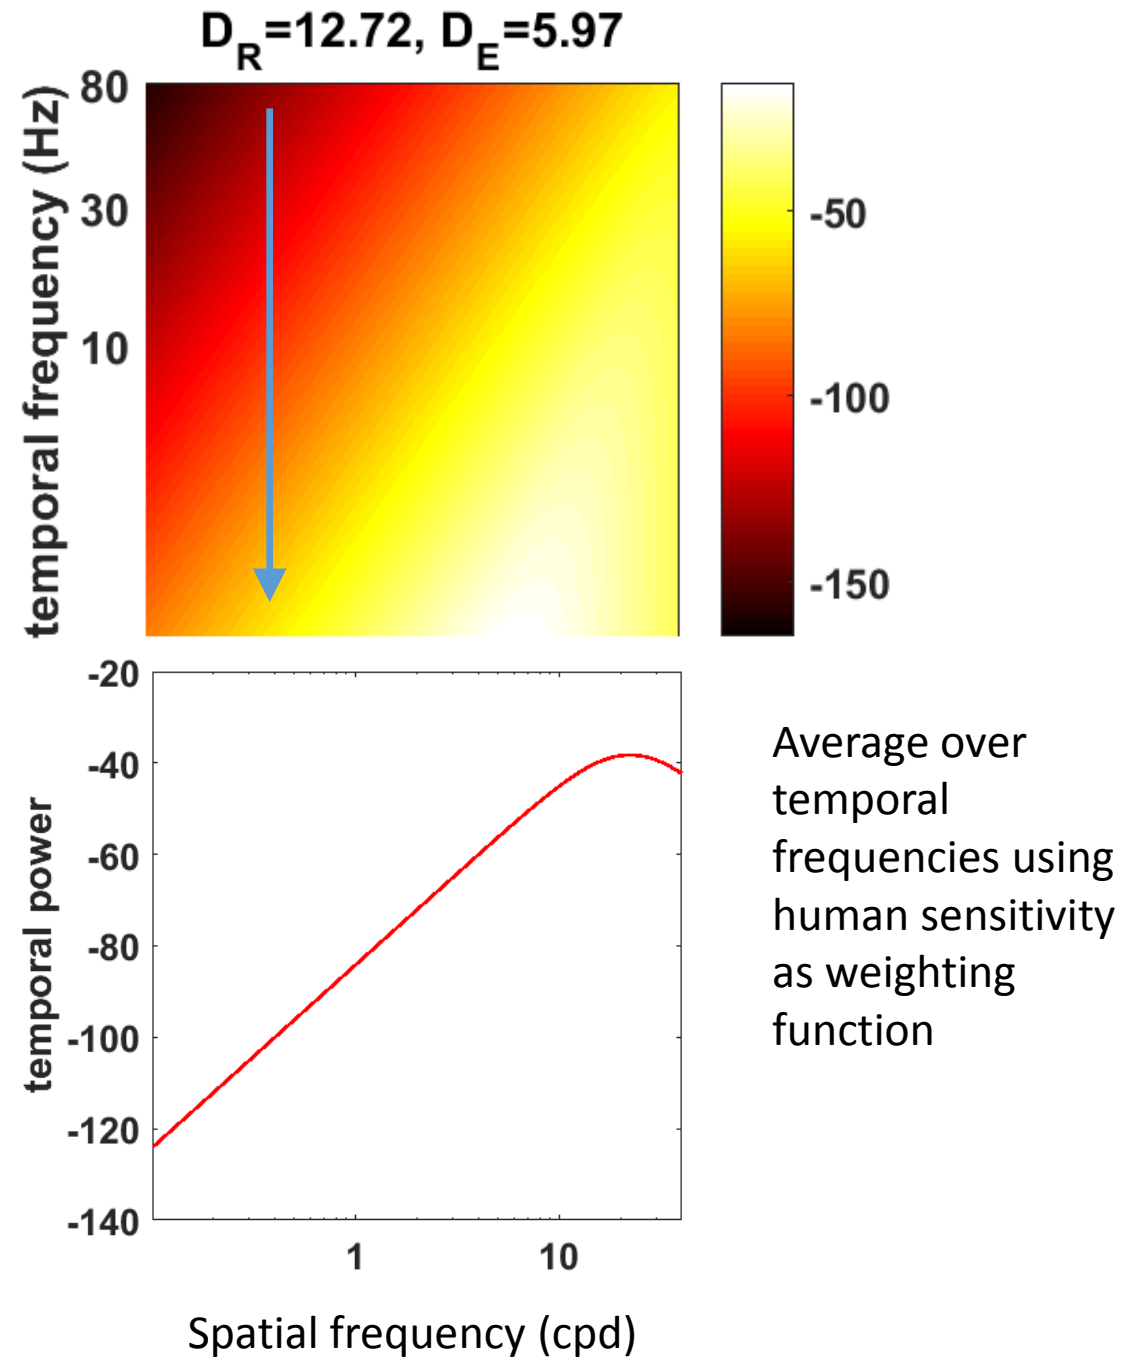 D_R=12.72, D_E=5.97
temporal frequency (Hz)
80
30
10
-50
-100
-150
temporal power
-20
-40
-60
-80
-100
-120
-140
1
10
Spatial frequency (cpd)
Average over
temporal
frequencies using
human sensitivity
as weighting
function